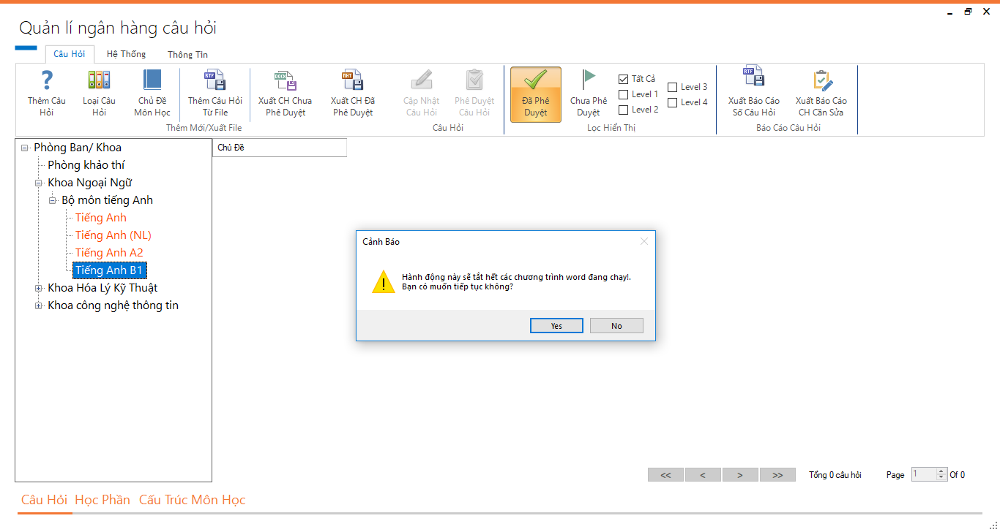 Quản lí ngân hàng câu hỏi
Câu Hỏi Hệ Thống Thông Tin
Thêm Câu Hỏi
Loại Câu Hỏi
Chủ Đề Môn Học
RTF
Thêm Câu Hỏi Từ File
DOCX
Xuất CH Chưa Phê Duyệt
MHT
Xuất CH Đã Phê Duyệt
Cập Nhật Câu Hỏi
Phê Duyệt Câu Hỏi
Đã Phê Duyệt
Chưa Phê Duyệt
Tất Cả
Level 1
Level 2
Level 3
Level 4
RTF
Xuất Báo Cáo Số Câu Hỏi
Xuất Báo Cáo CH Cần Sửa
Thêm Mới/Xuất File
Câu Hỏi
Lọc Hiển Thị
Báo Cáo Câu Hỏi
Phòng Ban/ Khoa
Phòng khảo thí
Khoa Ngoại Ngữ
Bộ môn tiếng Anh
Tiếng Anh
Tiếng Anh (NL)
Tiếng Anh A2
Tiếng Anh B1
Khoa Hóa Lý Kỹ Thuật
Khoa công nghệ thông tin
Chủ Đề
Cảnh Báo
Hành động này sẽ tắt hết các chương trình word đang chạy!.
Bạn có muốn tiếp tục không?
Yes No
<< < > >> Tổng 0 câu hỏi Page 1 Of 0
Câu Hỏi Học Phần Cấu Trúc Môn Học